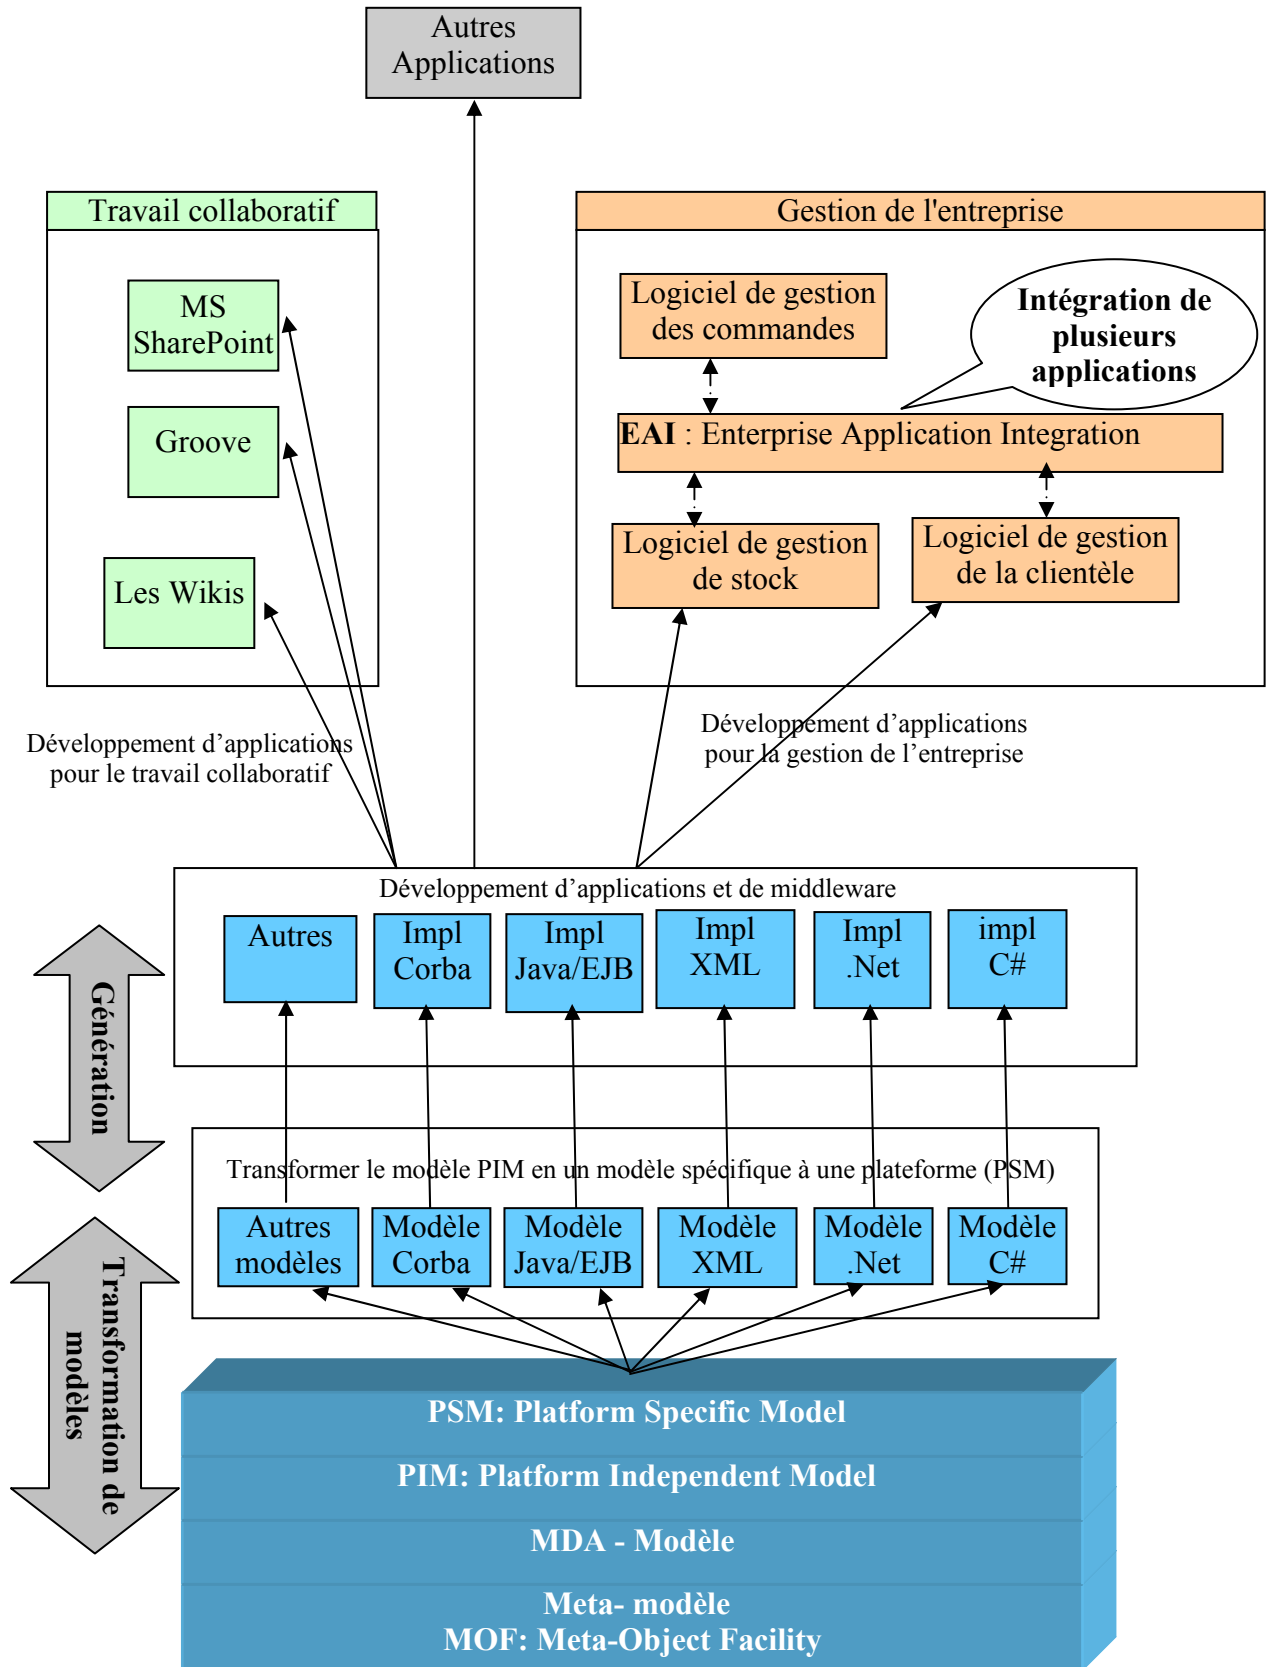 Autres
Applications
Travail collaboratif
Gestion de l'entreprise
MS
SharePoint
Groove
Les Wikis
Logiciel de gestion
des commandes
Intégration de
plusieurs
applications
EAI : Enterprise Application Integration
Logiciel de gestion
de stock
Logiciel de gestion
de la clientèle
Développement d’applications
pour le travail collaboratif
Développement d’applications
pour la gestion de l’entreprise
Développement d’applications et de middleware
Autres
Impl
Corba
Impl
Java/EJB
Impl
XML
Impl
.Net
impl
C#
Génération
Transformer le modèle PIM en un modèle spécifique à une plateforme (PSM)
Autres
modèles
Modèle
Corba
Modèle
Java/EJB
Modèle
XML
Modèle
.Net
Modèle
C#
Transformation de
modèles
PSM: Platform Specific Model
PIM: Platform Independent Model
MDA - Modèle
Meta- modèle
MOF: Meta-Object Facility